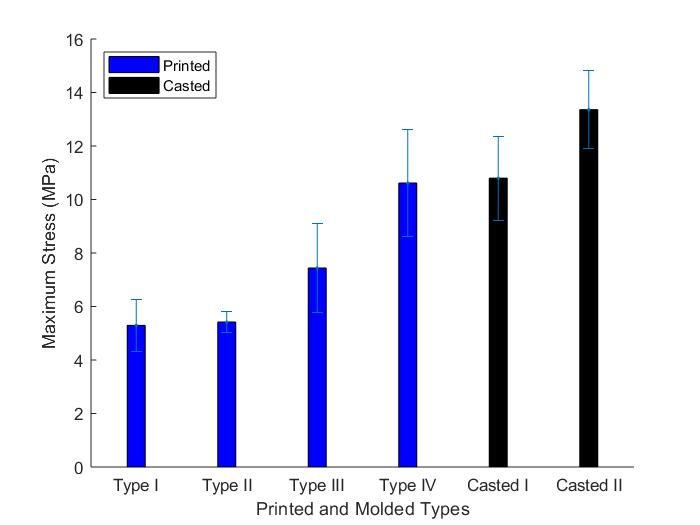 16
14
12
10
8
6
4
2
0
Maximum Stress (MPa)
Printed
Casted
Type I Type II Type III Type IV Casted I Casted II
Printed and Molded Types